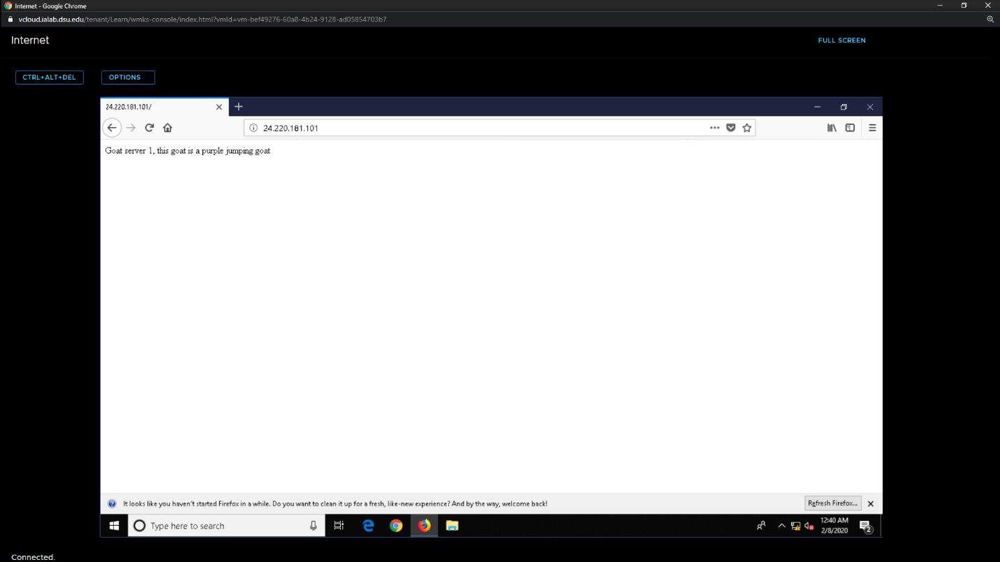 Internet - Google Chrome
vcloud.ialab.dsu.edu/tenant/Learn/wmks-console/index.html?vmId=vm-bef49276-60a8-4b24-9128-ad05854703b7
Internet
FULL SCREEN
CTRL+ALT+DEL
OPTIONS
24.220.181.101/
24.220.181.101
Goat server 1, this goat is a purple jumping goat
It looks like you haven't started Firefox in a while. Do you want to clean it up for a fresh, like-new experience? And by the way, welcome back!
Refresh Firefox...
Type here to search
12:40 AM
2/8/2020
2
Connected.